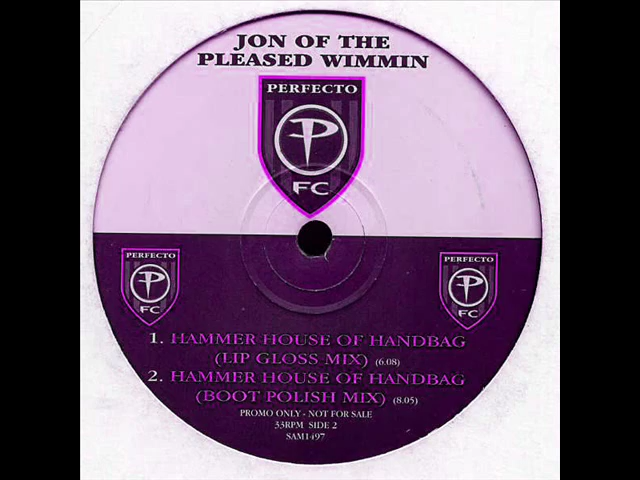 JON OF THE
PLEASED WIMMIN
PERFECTO
P
FC
PERFECTO
P
FC
PERFECTO
P
FC
1. HAMMER HOUSE OF HANDBAG
(LIP GLOSS MIX) (6.08)
2. HAMMER HOUSE OF HANDBAG
(BOOT POLISH MIX) (8.05)
PROMO ONLY - NOT FOR SALE
33RPM SIDE 2
SAM1497